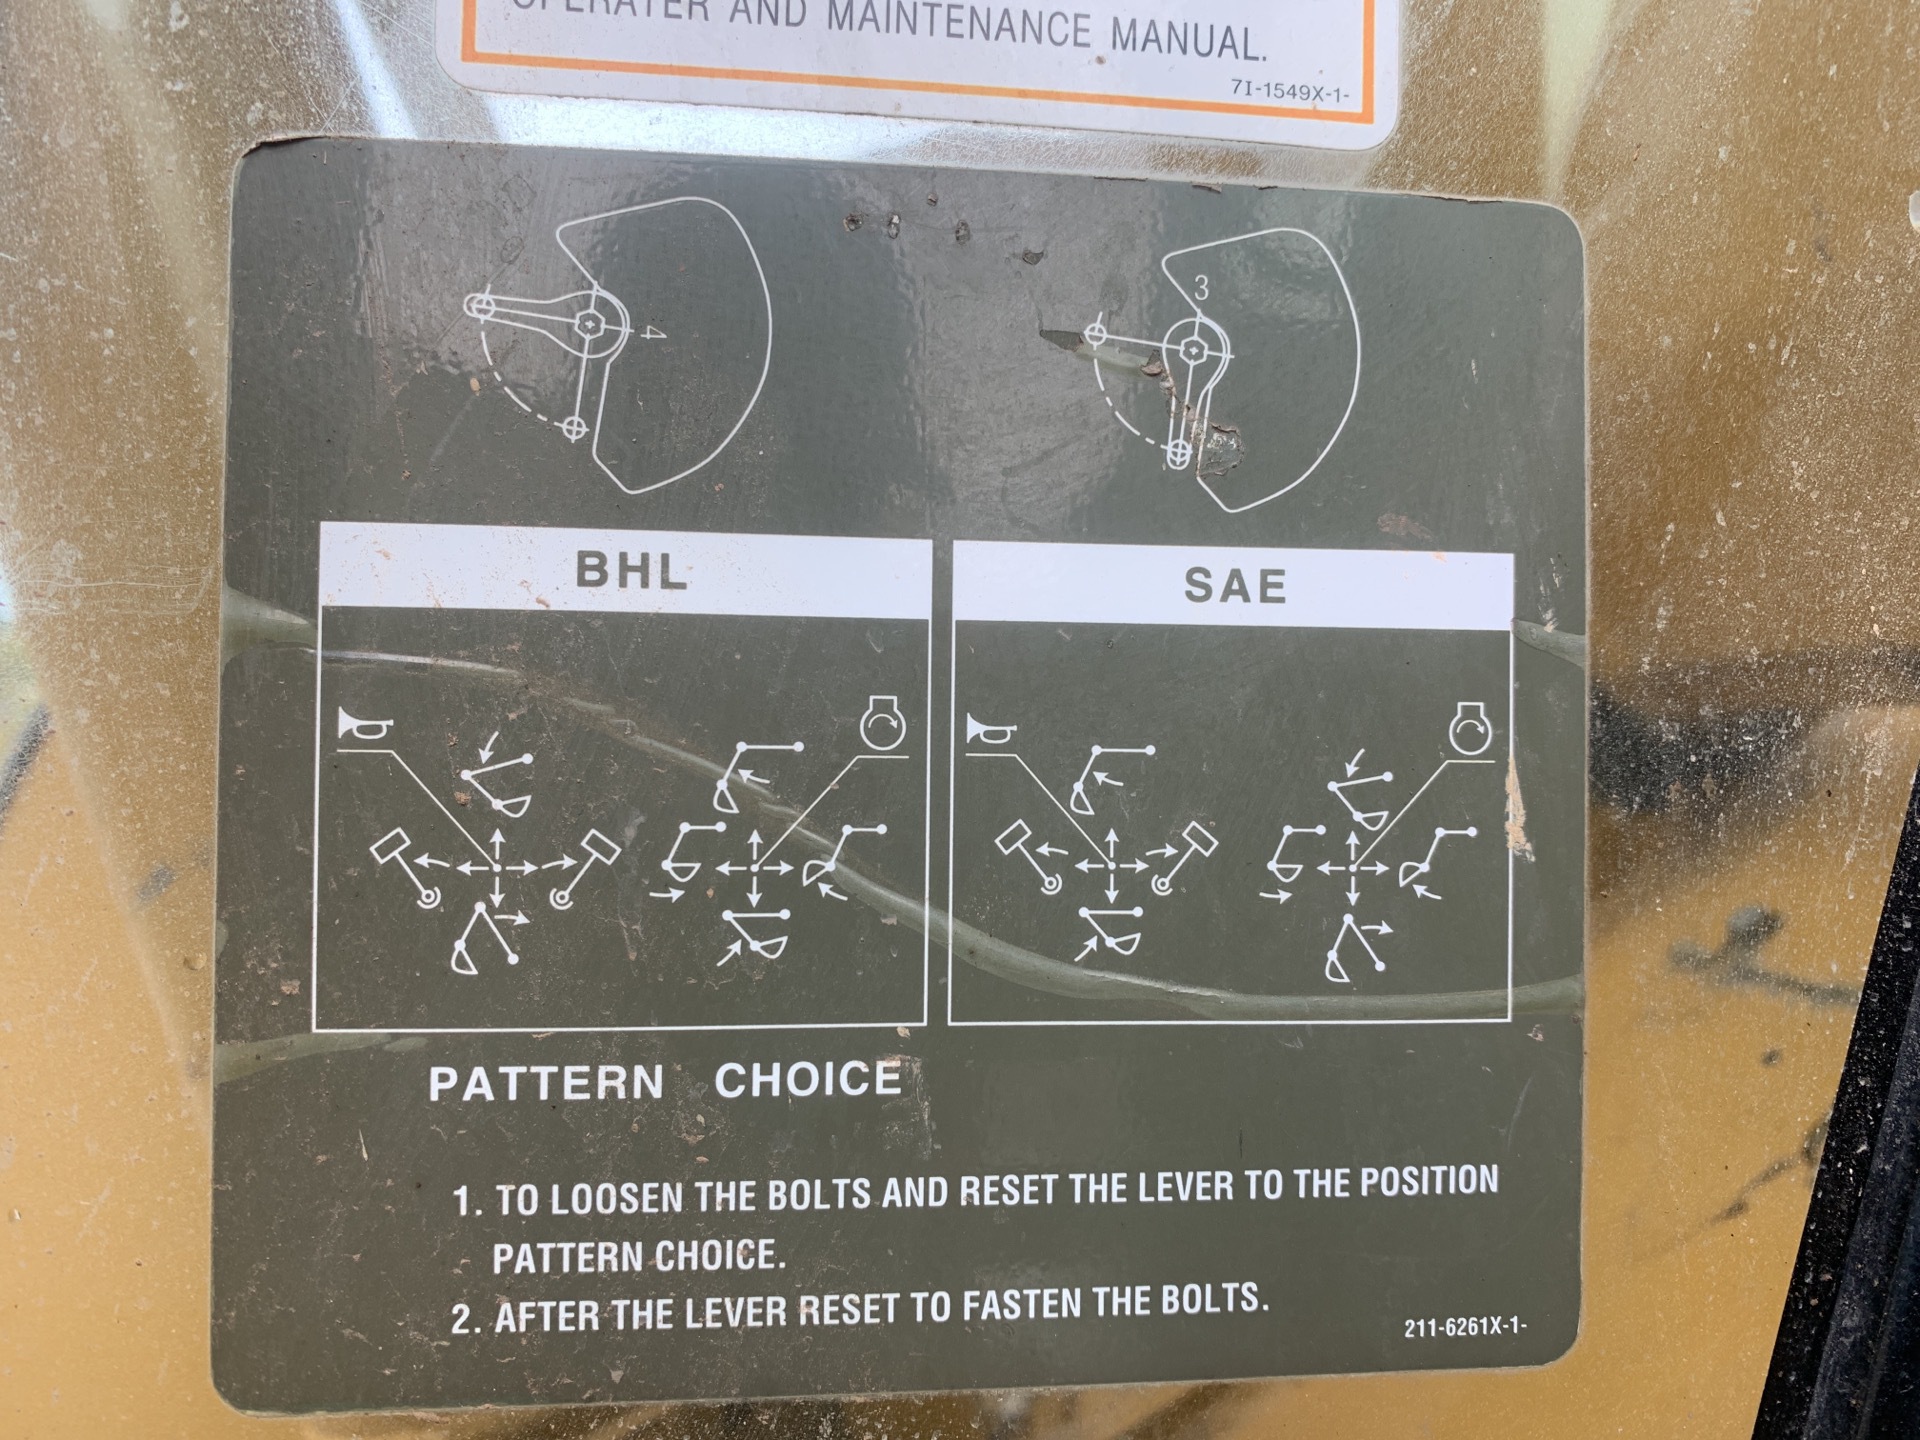 OPERATER AND MAINTENANCE MANUAL.
7I-1549X-1-
4
3
BHL
SAE
PATTERN CHOICE
1. TO LOOSEN THE BOLTS AND RESET THE LEVER TO THE POSITION
PATTERN CHOICE.
2. AFTER THE LEVER RESET TO FASTEN THE BOLTS.
211-6261X-1-